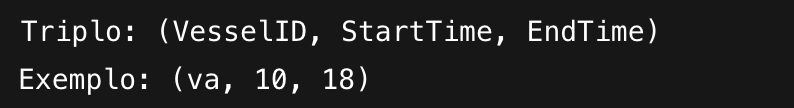 Triplo: (VesselID, StartTime, EndTime)
Exemplo: (va, 10, 18)